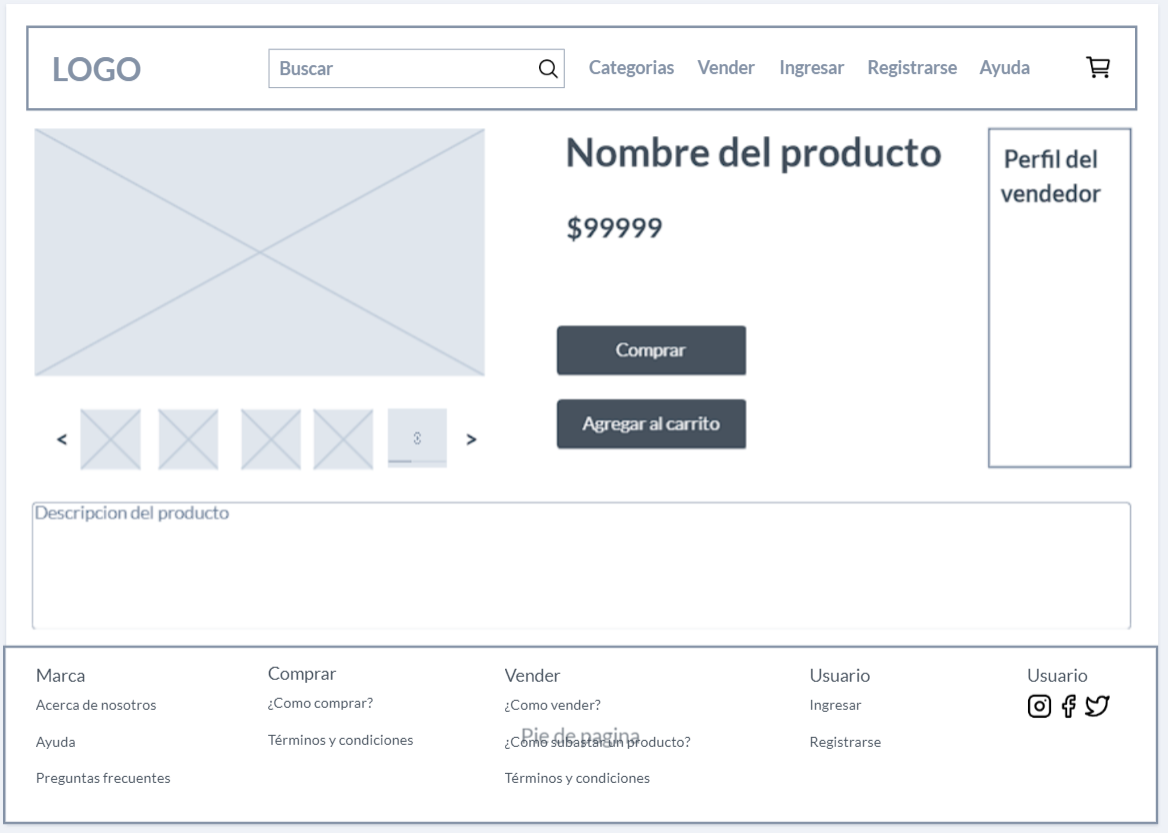 LOGO
Buscar
Categorias
Vender
Ingresar
Registrarse
Ayuda
Nombre del producto
$99999
Comprar
Agregar al carrito
Perfil del
vendedor
<
>
Descripcion del producto
Marca
Acerca de nosotros
Ayuda
Preguntas frecuentes
Comprar
¿Como comprar?
Términos y condiciones
Vender
¿Como vender?
Pie de pagina
¿Como subastar un producto?
Términos y condiciones
Usuario
Ingresar
Registrarse
Usuario